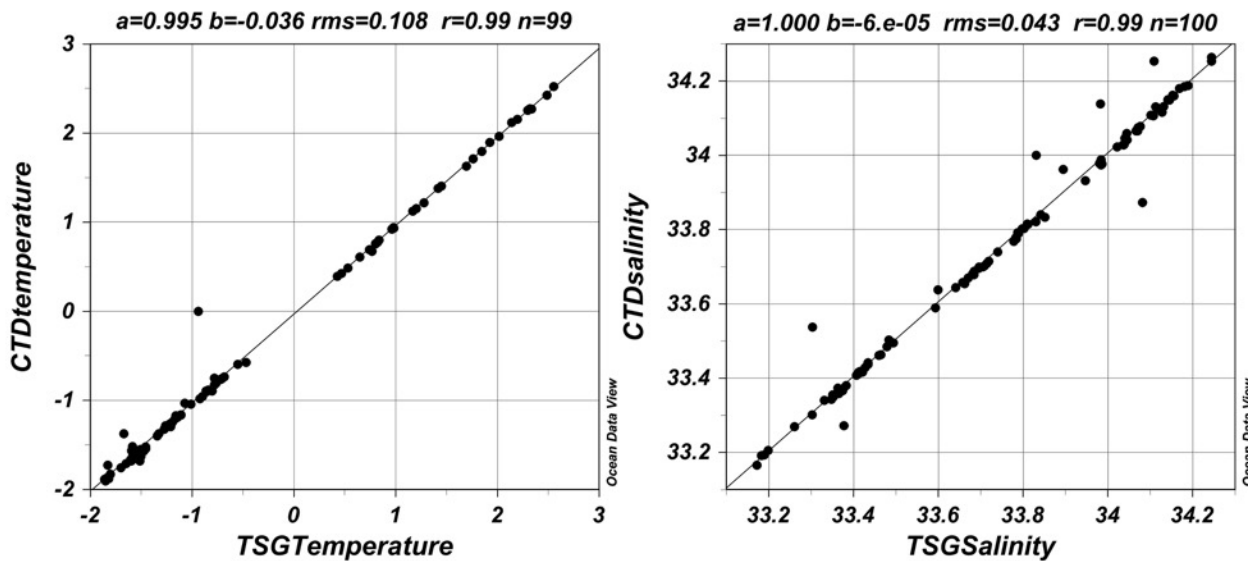 a=0.995 b=-0.036 rms=0.108 r=0.99 n=99
3
2
1
0
-1
-2
CTDtemperature
-2 -1 0 1 2 3
TSGTemperature
Ocean Data View
a=1.000 b=-6.e-05 rms=0.043 r=0.99 n=100
34.2
34
33.8
33.6
33.4
33.2
CTDsalinity
33.2 33.4 33.6 33.8 34 34.2
TSGSalinity
Ocean Data View